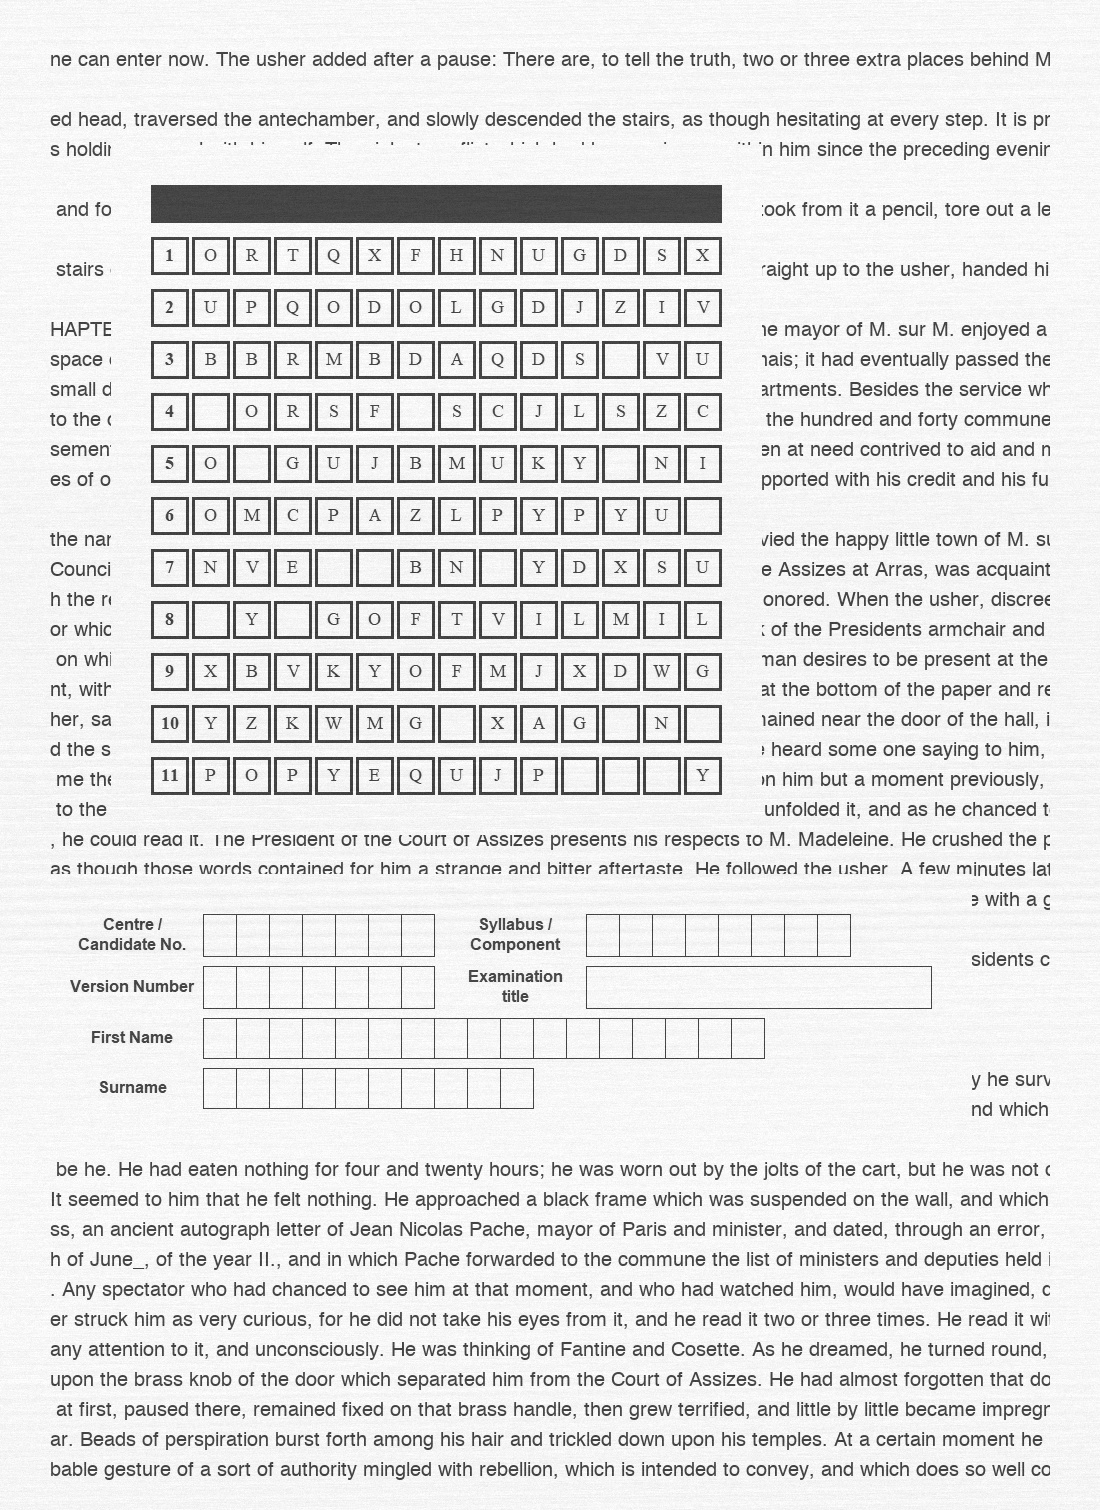 ne can enter now. The usher added after a pause: There are, to tell the truth, two or three extra places behind M
ed head, traversed the antechamber, and slowly descended the stairs, as though hesitating at every step. It is pr
s holdin
n him since the preceding evenin
and fo
took from it a pencil, tore out a le
stairs
raight up to the usher, handed hi
HAPTE
he mayor of M. sur M. enjoyed a
space
nais; it had eventually passed the
small d
artments. Besides the service wh
to the
the hundred and forty commune
sement
en at need contrived to aid and m
es of o
pported with his credit and his fu
the nar
vied the happy little town of M. su
Counci
e Assizes at Arras, was acquaint
h the re
onored. When the usher, discree
or whic
k of the Presidents armchair and
on whi
man desires to be present at the
nt, with
at the bottom of the paper and re
her, sa
nained near the door of the hall, i
d the s
e heard some one saying to him,
me the
on him but a moment previously,
to the
unfolded it, and as he chanced to
1 O R T Q X F H N U G D S X
2 U P Q O D O L G D J Z I V
3 B B R M B D A Q D S V U
4 O R S F S C J L S Z C
5 O G U J B M U K Y N I
6 O M C P A Z L P Y P Y U
7 N V E B N Y D X S U
8 Y G O F T V I L M I L
9 X B V K Y O F M J X D W G
10 Y Z K W M G X A G N
11 P O P Y E Q U J P Y
, he could read it. The President of the Court of Assizes presents his respects to M. Madeleine. He crushed the p
as though those words contained for him a strange and bitter aftertaste. He followed the usher. A few minutes lat
e with a g
sidents c
Centre / Candidate No.
Syllabus / Component
Version Number
Examination title
First Name
Surname
y he surv
nd which
be he. He had eaten nothing for four and twenty hours; he was worn out by the jolts of the cart, but he was not c
It seemed to him that he felt nothing. He approached a black frame which was suspended on the wall, and which
ss, an ancient autograph letter of Jean Nicolas Pache, mayor of Paris and minister, and dated, through an error,
h of June_, of the year II., and in which Pache forwarded to the commune the list of ministers and deputies held i
. Any spectator who had chanced to see him at that moment, and who had watched him, would have imagined, d
er struck him as very curious, for he did not take his eyes from it, and he read it two or three times. He read it wit
any attention to it, and unconsciously. He was thinking of Fantine and Cosette. As he dreamed, he turned round,
upon the brass knob of the door which separated him from the Court of Assizes. He had almost forgotten that do
at first, paused there, remained fixed on that brass handle, then grew terrified, and little by little became impregn
ar. Beads of perspiration burst forth among his hair and trickled down upon his temples. At a certain moment he
bable gesture of a sort of authority mingled with rebellion, which is intended to convey, and which does so well co